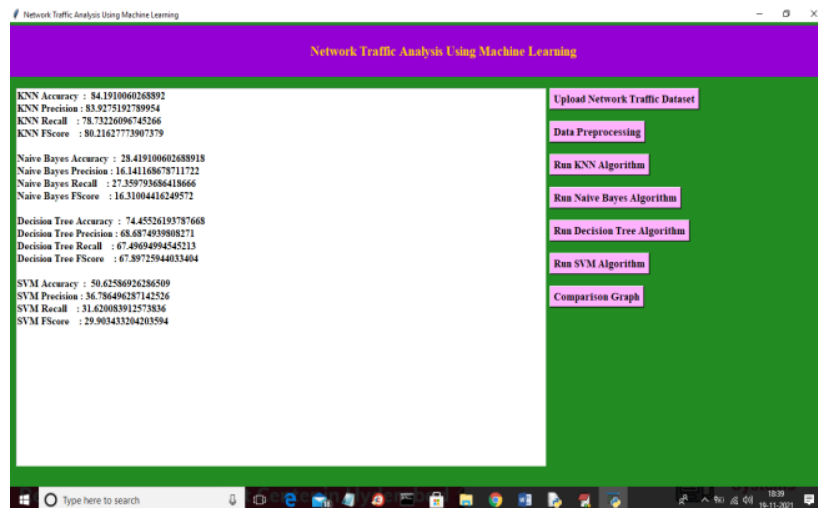 Network Traffic Analysis Using Machine Learning
Network Traffic Analysis Using Machine Learning
KNN Accuracy : 84.1910060268892
KNN Precision : 83.9275192789954
KNN Recall : 78.73226096745266
KNN FScore : 80.21627773907379
Naive Bayes Accuracy : 28.419100602688918
Naive Bayes Precision : 16.141168678711722
Naive Bayes Recall : 27.359793686418666
Naive Bayes FScore : 16.31004416249572
Decision Tree Accuracy : 74.45526193787668
Decision Tree Precision : 68.6874939808271
Decision Tree Recall : 67.49694994545213
Decision Tree FScore : 67.89725944033404
SVM Accuracy : 50.62586926286509
SVM Precision : 36.786496287142526
SVM Recall : 31.620083912573836
SVM FScore : 29.903433204203594
Upload Network Traffic Dataset
Data Preprocessing
Run KNN Algorithm
Run Naive Bayes Algorithm
Run Decision Tree Algorithm
Run SVM Algorithm
Comparison Graph
Type here to search
18:39
19-11-2021